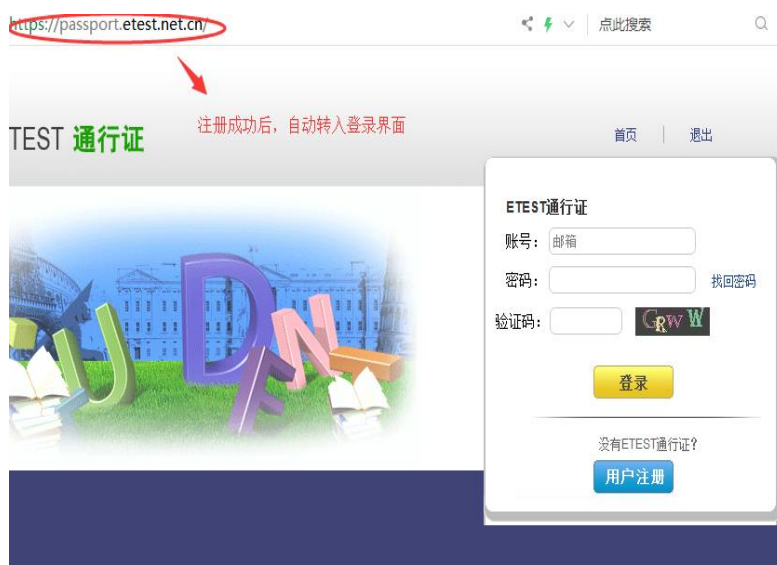 https://passport.etest.net.cn/
点此搜索
注册成功后，自动转入登录界面
TEST 通行证
首页
退出
ETEST通行证
账号：
邮箱
密码：
找回密码
验证码：
GRWW
登录
没有ETEST通行证?
用户注册